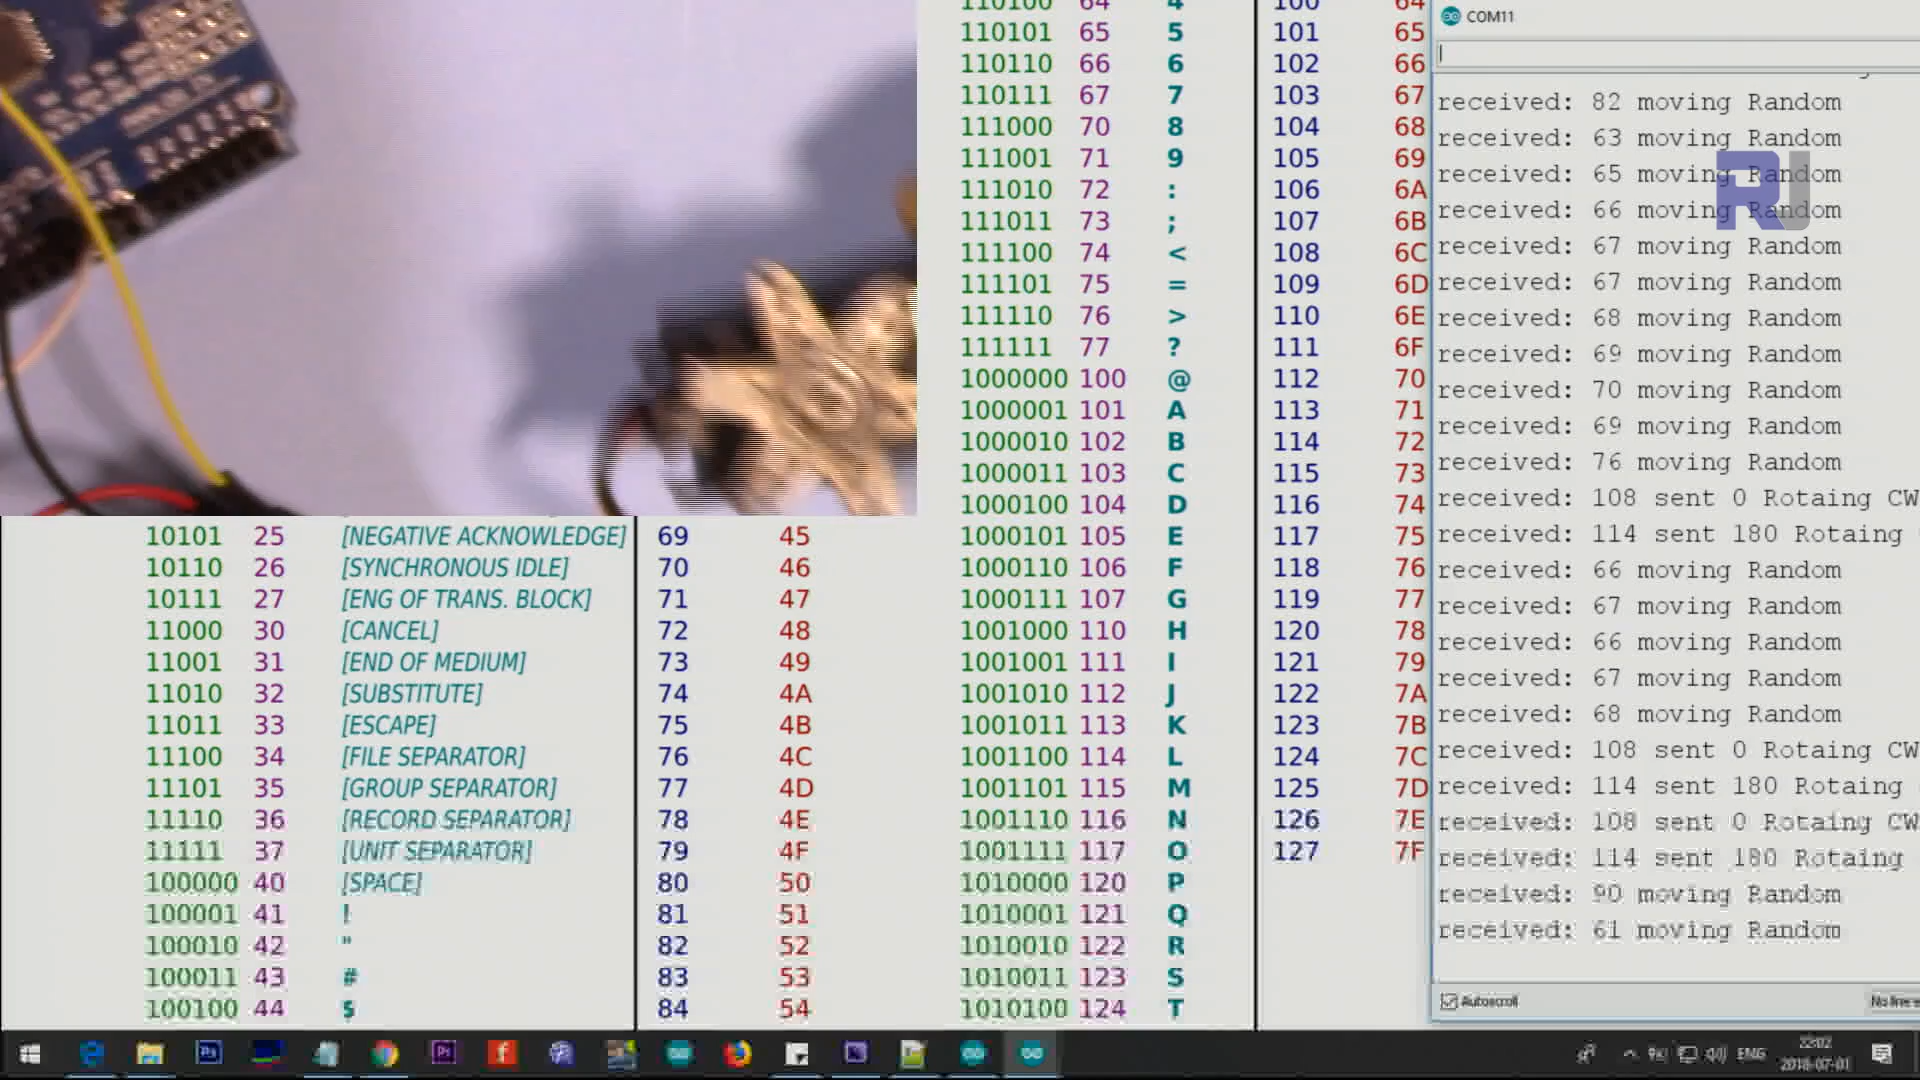 110100 64 4 100 64
110101 65 5 101 65
110110 66 6 102 66
110111 67 7 103 67
111000 70 8 104 68
111001 71 9 105 69
111010 72 : 106 6A
111011 73 ; 107 6B
111100 74 < 108 6C
111101 75 = 109 6D
111110 76 > 110 6E
111111 77 ? 111 6F
1000000 100 @ 112 70
1000001 101 A 113 71
1000010 102 B 114 72
1000011 103 C 115 73
1000100 104 D 116 74
10101 25 [NEGATIVE ACKNOWLEDGE] 69 45 1000101 105 E 117 75
10110 26 [SYNCHRONOUS IDLE] 70 46 1000110 106 F 118 76
10111 27 [ENG OF TRANS. BLOCK] 71 47 1000111 107 G 119 77
11000 30 [CANCEL] 72 48 1001000 110 H 120 78
11001 31 [END OF MEDIUM] 73 49 1001001 111 I 121 79
11010 32 [SUBSTITUTE] 74 4A 1001010 112 J 122 7A
11011 33 [ESCAPE] 75 4B 1001011 113 K 123 7B
11100 34 [FILE SEPARATOR] 76 4C 1001100 114 L 124 7C
11101 35 [GROUP SEPARATOR] 77 4D 1001101 115 M 125 7D
11110 36 [RECORD SEPARATOR] 78 4E 1001110 116 N 126 7E
11111 37 [UNIT SEPARATOR] 79 4F 1001111 117 O 127 7F
100000 40 [SPACE] 80 50 1010000 120 P
100001 41 ! 81 51 1010001 121 Q
100010 42 " 82 52 1010010 122 R
100011 43 # 83 53 1010011 123 S
100100 44 $ 84 54 1010100 124 T
COM11
received: 82 moving Random
received: 63 moving Random
received: 65 moving Random
received: 66 moving Random
received: 67 moving Random
received: 67 moving Random
received: 68 moving Random
received: 69 moving Random
received: 70 moving Random
received: 69 moving Random
received: 76 moving Random
received: 108 sent 0 Rotaing CW
received: 114 sent 180 Rotaing
received: 66 moving Random
received: 67 moving Random
received: 66 moving Random
received: 67 moving Random
received: 68 moving Random
received: 108 sent 0 Rotaing CW
received: 114 sent 180 Rotaing
received: 108 sent 0 Rotaing CW
received: 114 sent 180 Rotaing
received: 90 moving Random
received: 61 moving Random
RJ
Autoscroll
No line e
Ps
Pr
f
ENG
22:02
2018-07-01